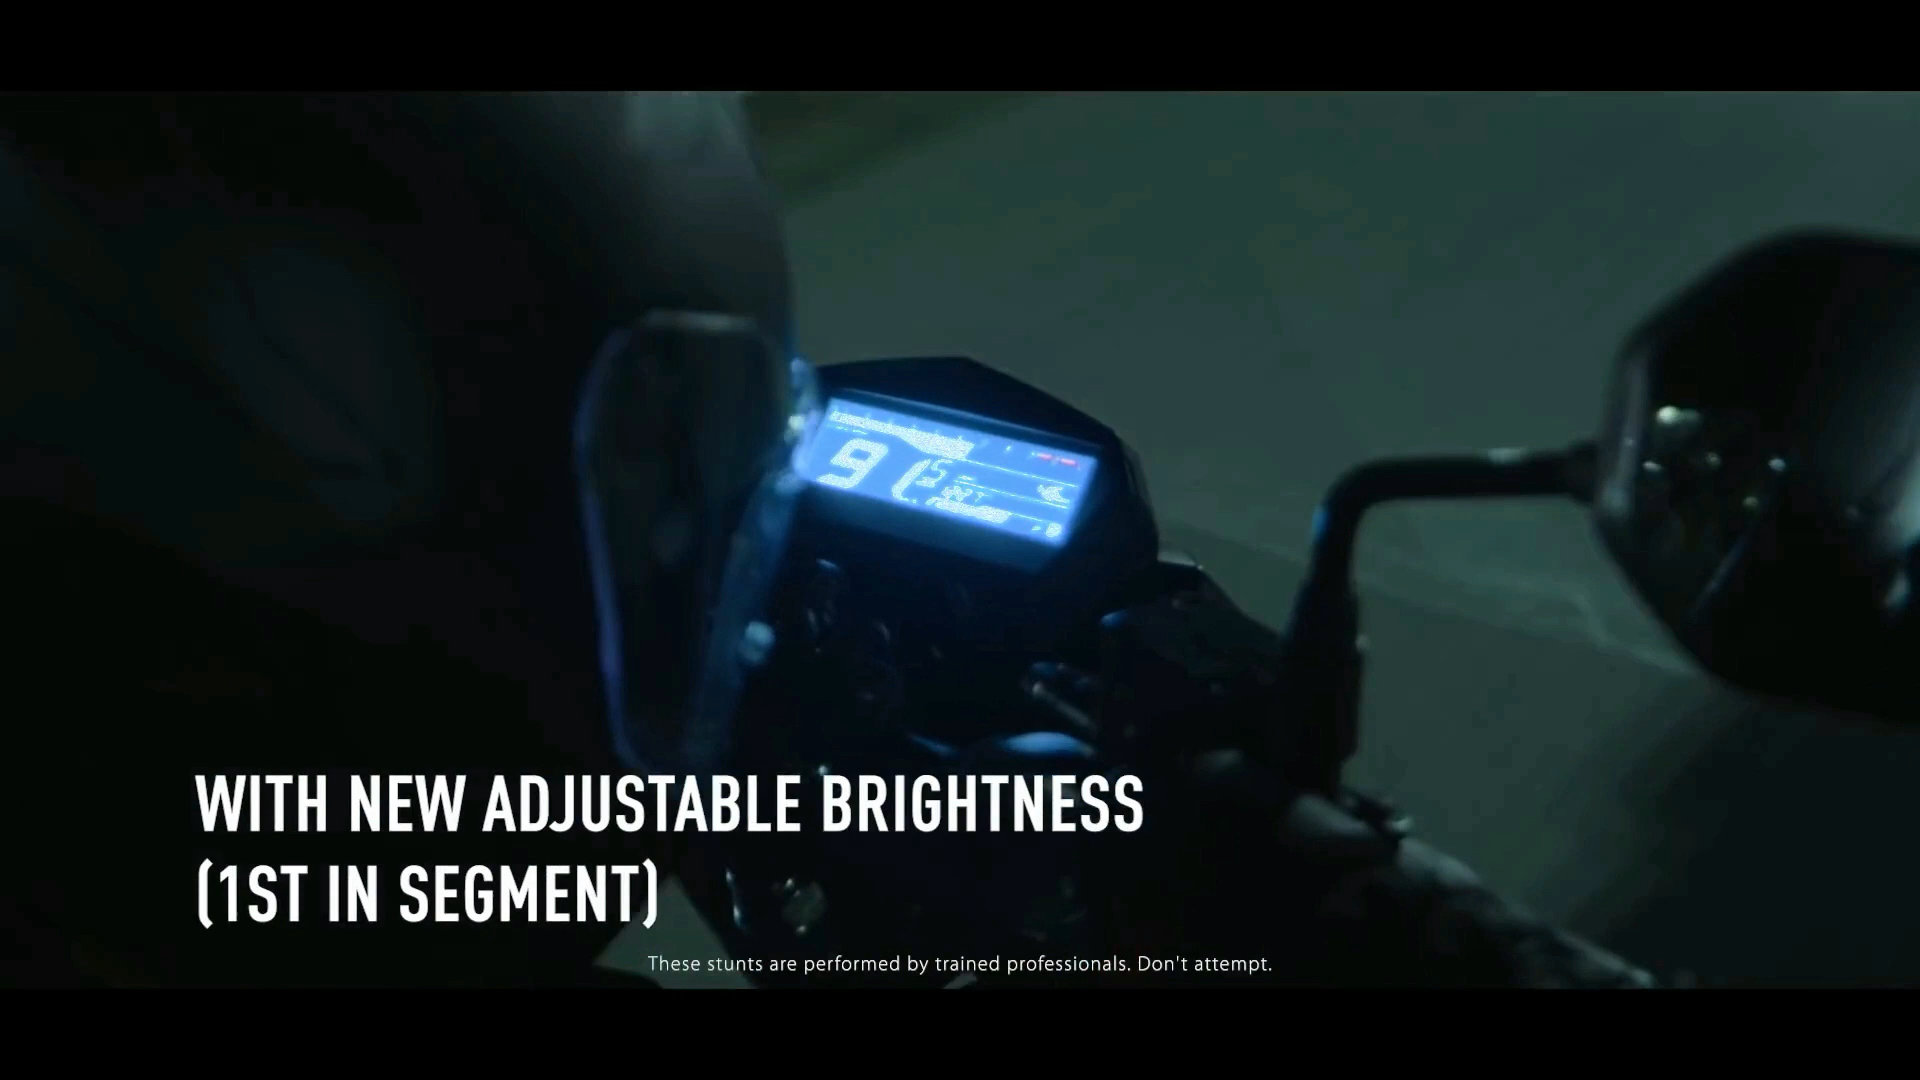 WITH NEW ADJUSTABLE BRIGHTNESS
(1ST IN SEGMENT)
These stunts are performed by trained professionals. Don't attempt.